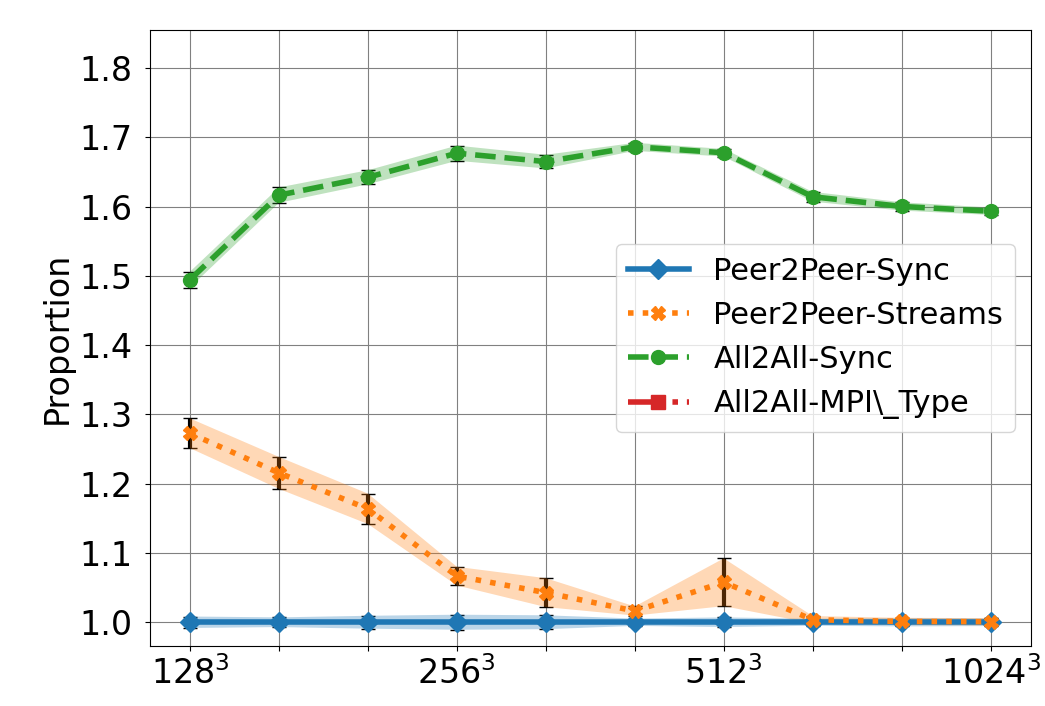 1.8
1.7
1.6
1.5
1.4
1.3
1.2
1.1
1.0
Proportion
Peer2Peer-Sync
Peer2Peer-Streams
All2All-Sync
All2All-MPI\_Type
128³ 256³ 512³ 1024³